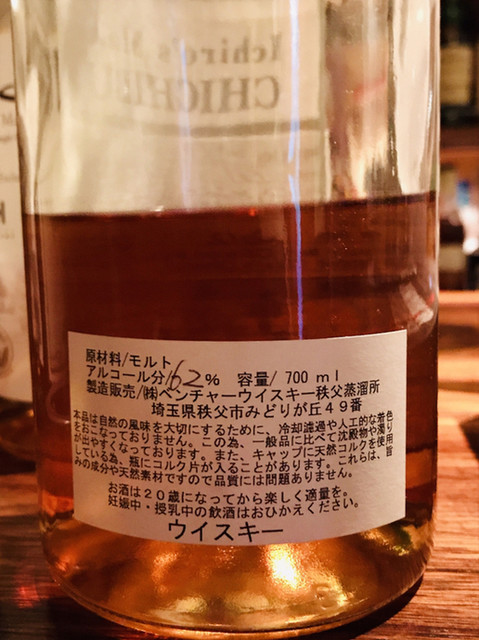 Ichiro's M
CHICHI
原材料/モルト
アルコール分/62% 容量/ 700 ml
製造販売/㈱ベンチャーウイスキー秩父蒸溜所
埼玉県秩父市みどりが丘49番
本品は自然の風味を大切にするために、冷却濾過や人工的な着色
をおこなっておりません。この為、一般品に比べて沈殿物や濁り
が出やすくなっております。また、キャップに天然コルクを使用
している為、瓶にコルク片が入ることがあります。これらは、旨
みの成分や天然素材ですので品質には問題ありません。
お酒は20歳になってから楽しく適量を。
妊娠中・授乳中の飲酒はおひかえください。
ウイスキー